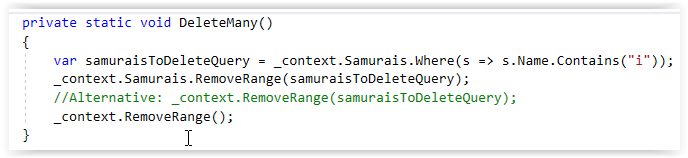 private static void DeleteMany()
{
var samuraisToDeleteQuery = _context.Samurais.Where(s => s.Name.Contains("i"));
_context.Samurais.RemoveRange(samuraisToDeleteQuery);
//Alternative: _context.RemoveRange(samuraisToDeleteQuery);
_context.RemoveRange();
}